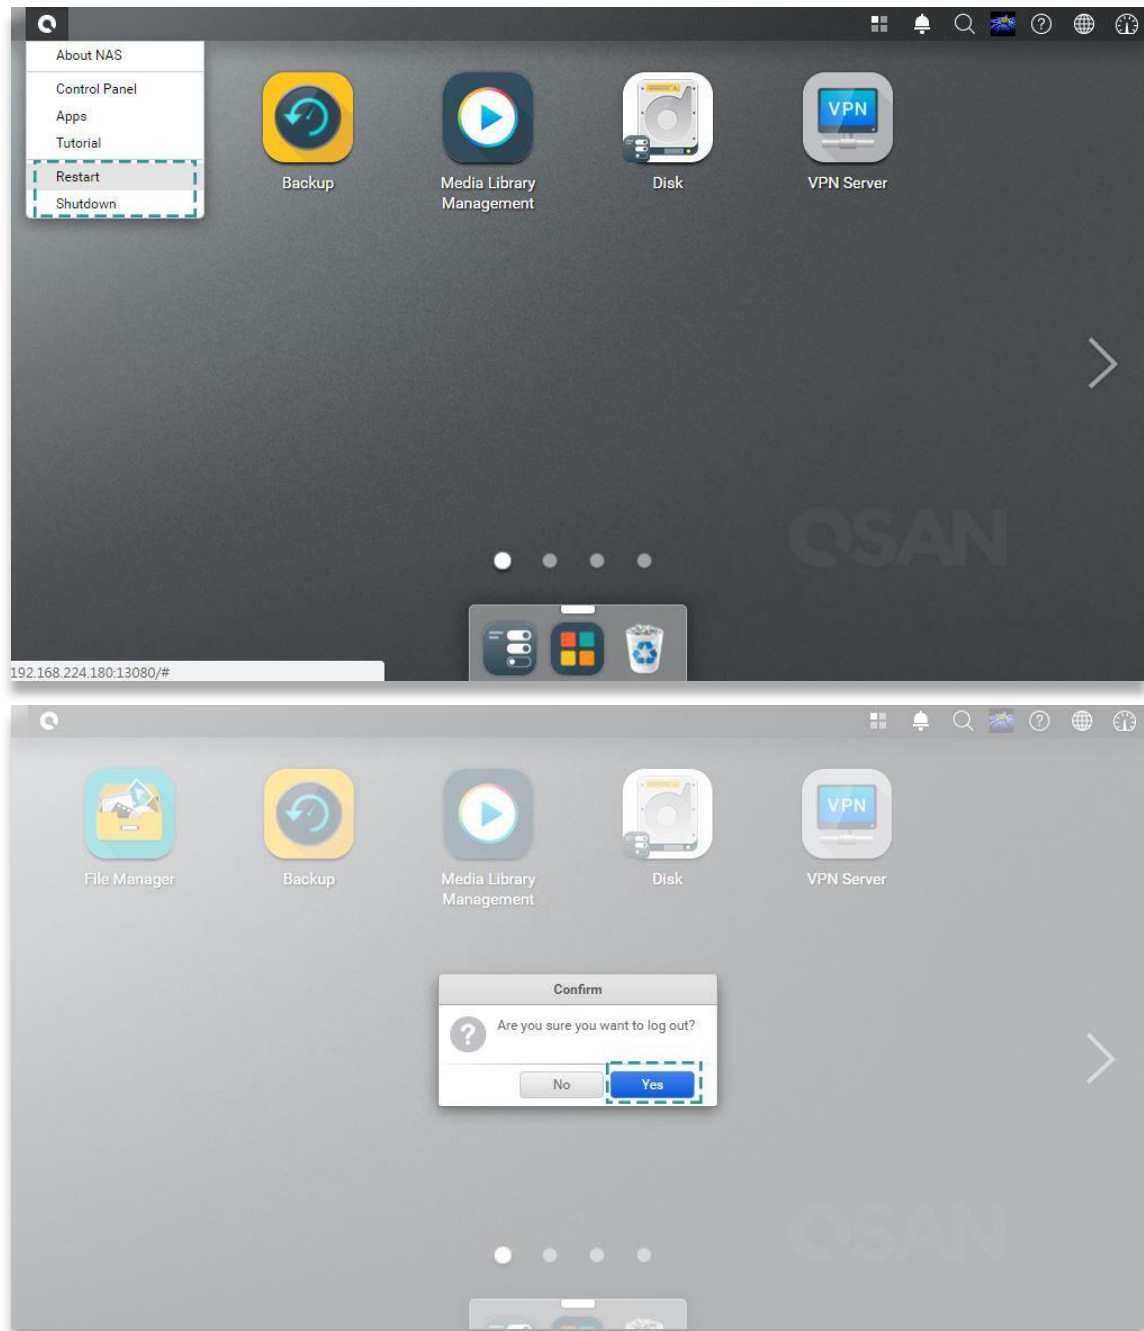 About NAS
Control Panel
Apps
Tutorial
Restart
Shutdown
Backup
Media Library
Management
Disk
VPN
VPN Server
QSAN
192.168.224.180:13080/#
File Manager
Backup
Media Library
Management
Disk
VPN
VPN Server
Confirm
Are you sure you want to log out?
No
Yes
QSAN